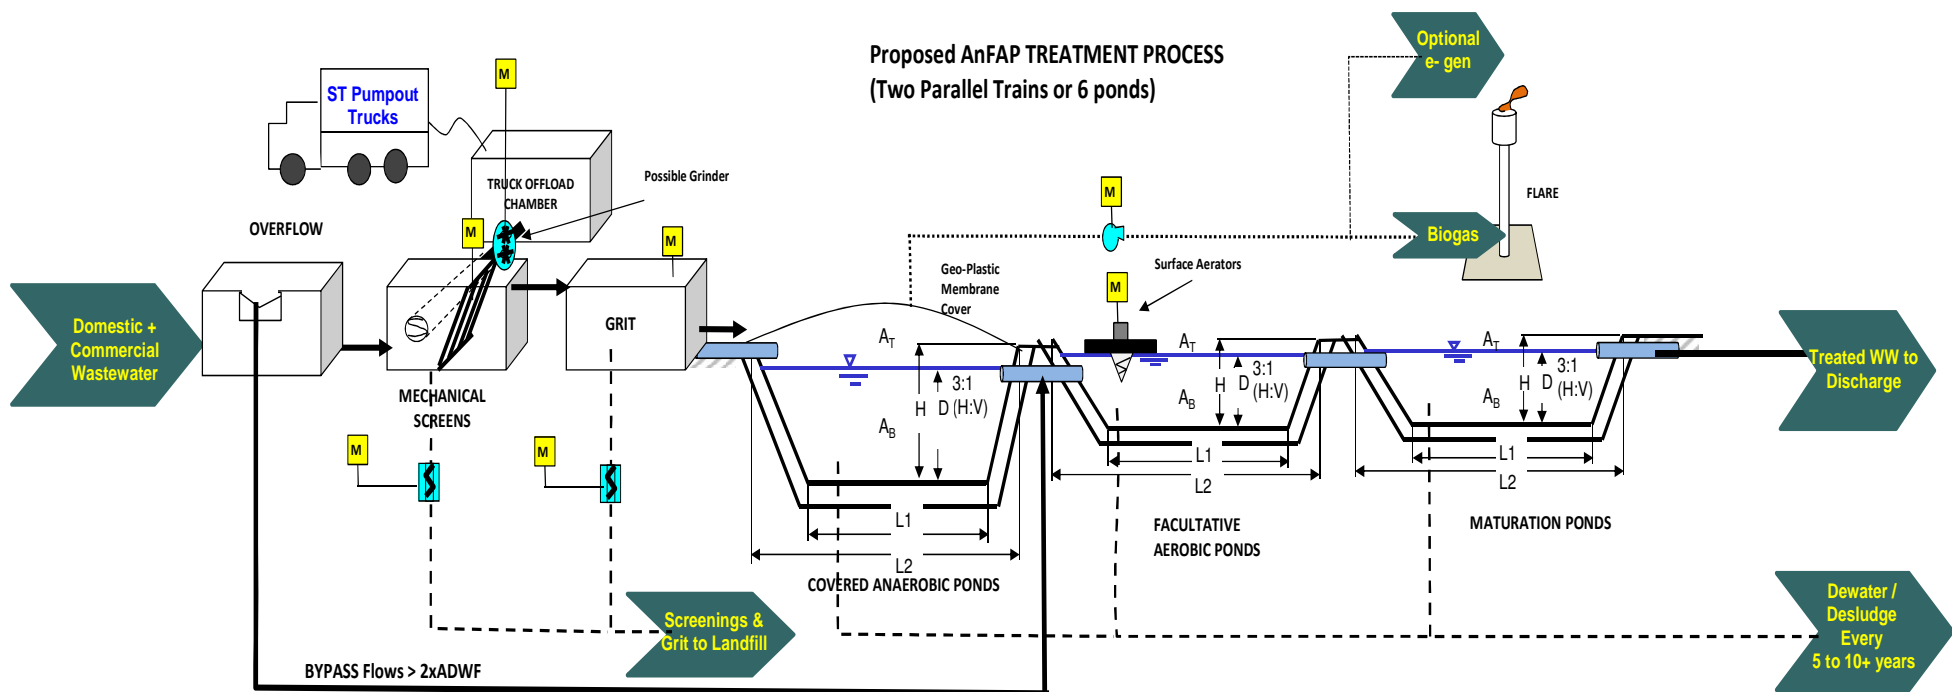 Proposed AnFAP TREATMENT PROCESS
(Two Parallel Trains or 6 ponds)
Optional
e- gen
M
ST Pumpout
Trucks
TRUCK OFFLOAD
CHAMBER
Possible Grinder
M
FLARE
OVERFLOW
M
M
Biogas
Geo-Plastic
Membrane
Cover
Surface Aerators
M
Domestic +
Commercial
Wastewater
GRIT
MECHANICAL
SCREENS
AT
H
D
3:1
(H:V)
AB
L1
L2
COVERED ANAEROBIC PONDS
AT
H
D
3:1
(H:V)
AB
L1
L2
FACULTATIVE
AEROBIC PONDS
AT
H
D
3:1
(H:V)
AB
L1
L2
MATURATION PONDS
Treated WW to
Discharge
M
M
Screenings &
Grit to Landfill
Dewater /
Desludge
Every
5 to 10+ years
BYPASS Flows > 2xADWF